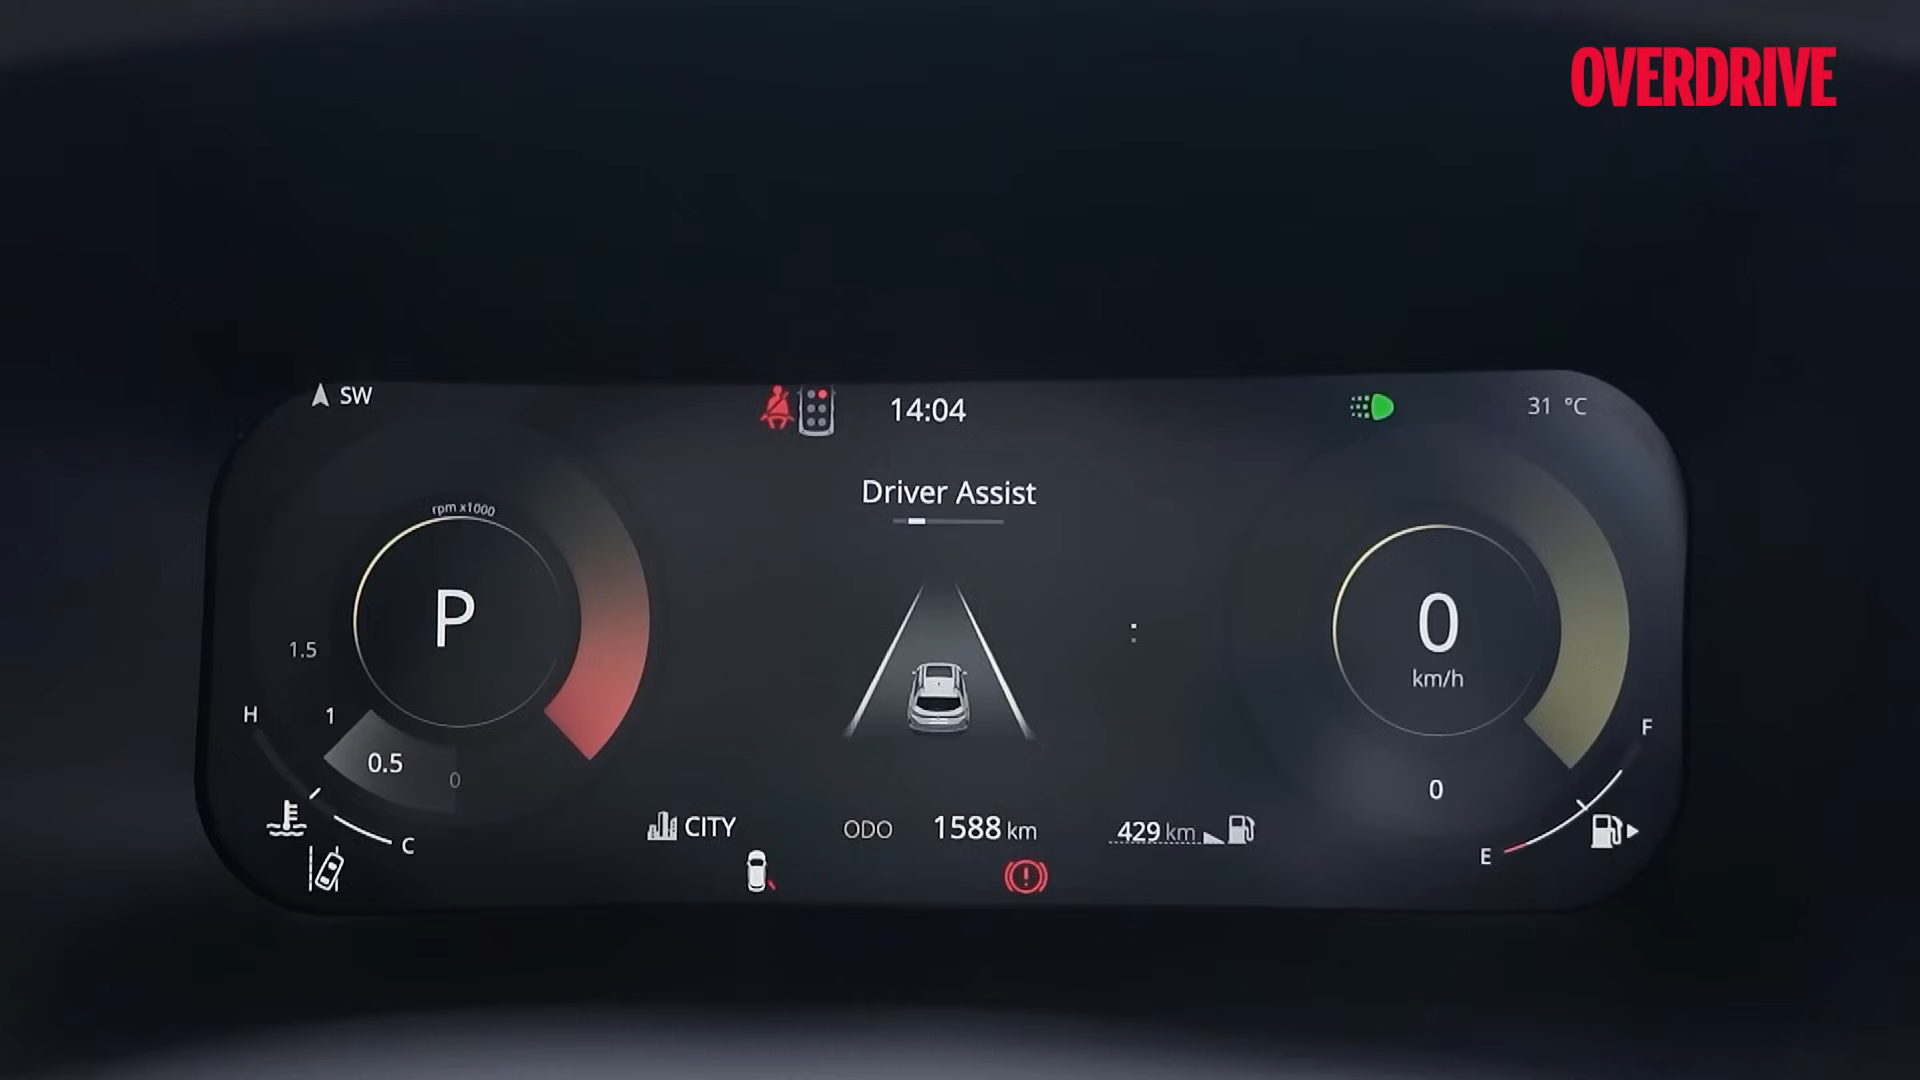 OVERDRIVE
SW
14:04
31 °C
Driver Assist
rpm x1000
P
0
km/h
:
1.5
H
1
F
0.5
0
0
C
CITY
ODO 1588 km
429 km
E